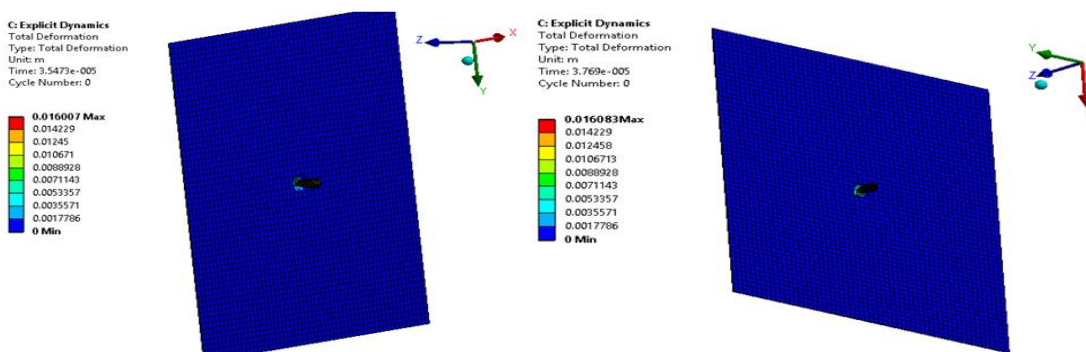 C: Explicit Dynamics
Total Deformation
Type: Total Deformation
Unit: m
Time: 3.5473e-005
Cycle Number: 0
0.016007 Max
0.014229
0.01245
0.010671
0.0088928
0.0071143
0.0053357
0.0035571
0.0017786
0 Min
Z
X
Y
C: Explicit Dynamics
Total Deformation
Type: Total Deformation
Unit: m
Time: 3.769e-005
Cycle Number: 0
0.016083Max
0.014229
0.012458
0.0106713
0.0088928
0.0071143
0.0053357
0.0035571
0.0017786
0 Min
Y
Z